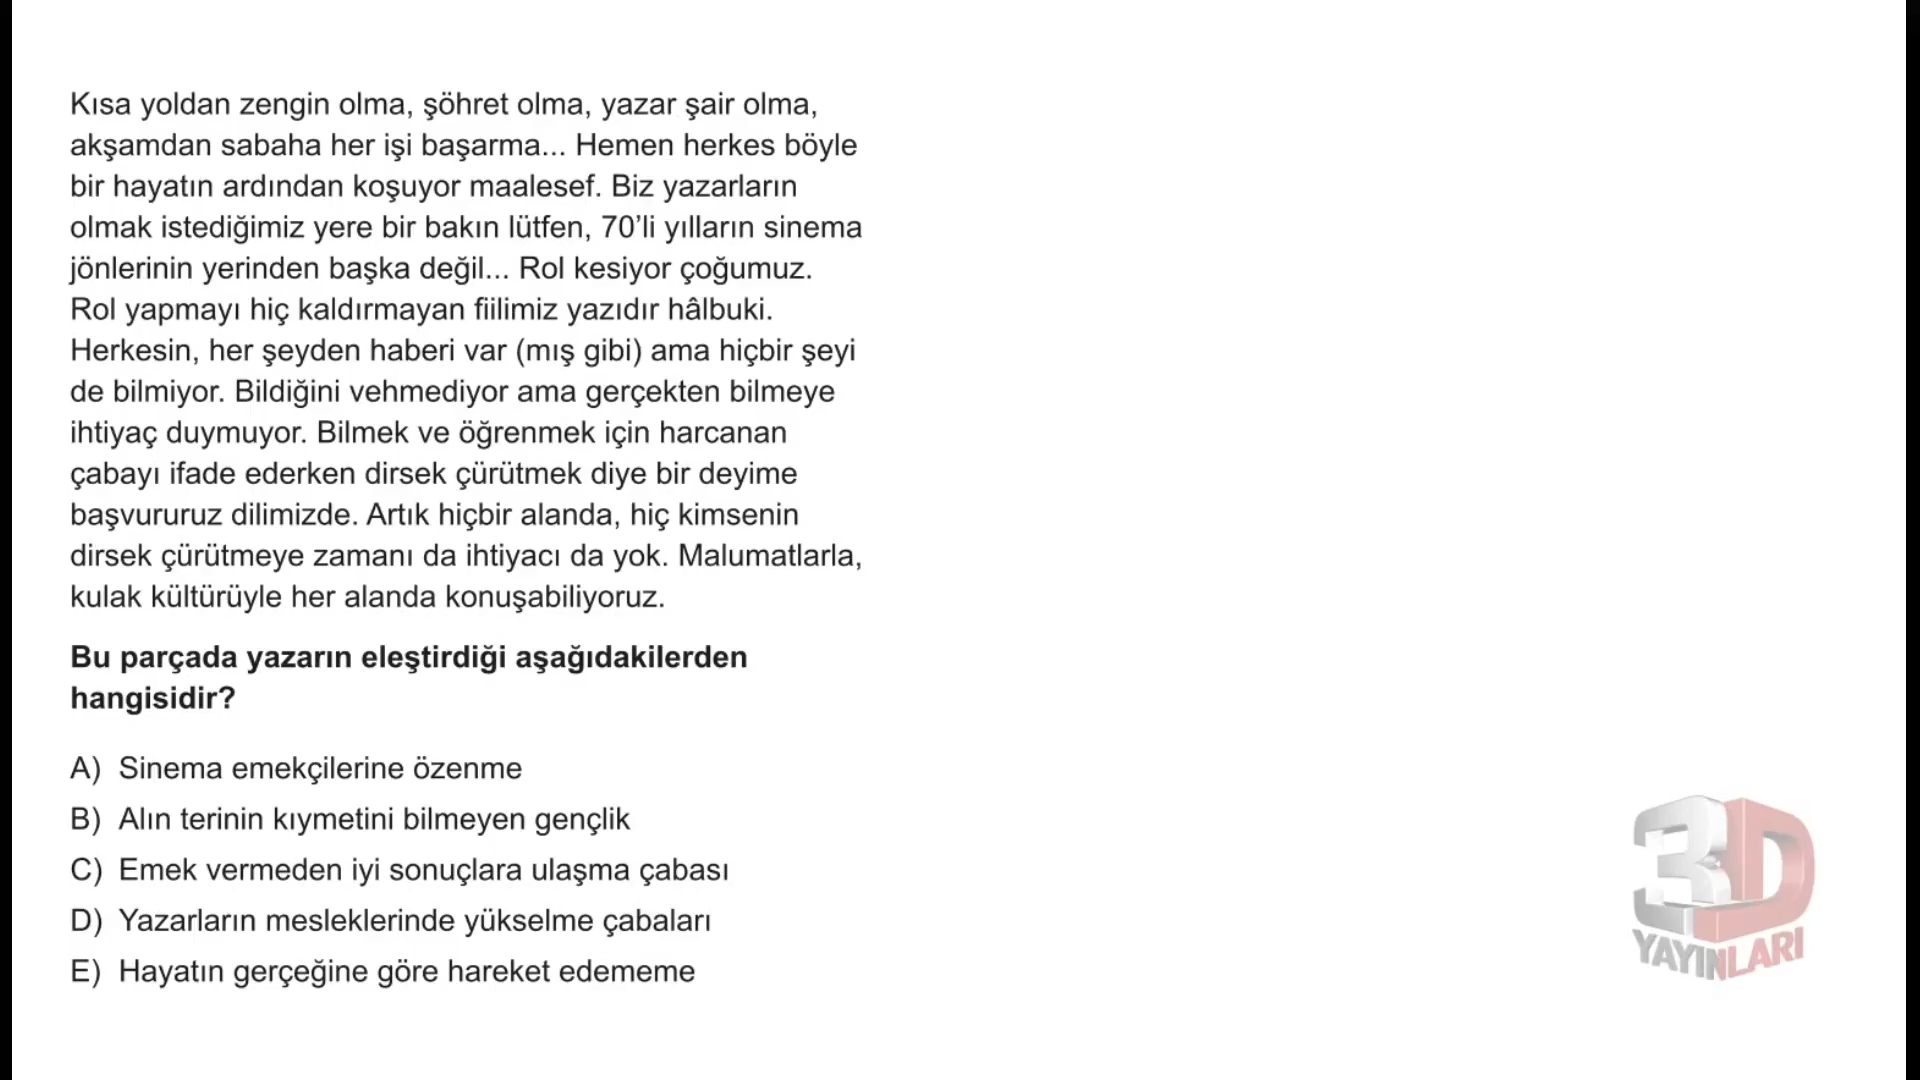 Kısa yoldan zengin olma, şöhret olma, yazar şair olma,
akşamdan sabaha her işi başarma... Hemen herkes böyle
bir hayatın ardından koşuyor maalesef. Biz yazarların
olmak istediğimiz yere bir bakın lütfen, 70’li yılların sinema
jönlerinin yerinden başka değil... Rol kesiyor çoğumuz.
Rol yapmayı hiç kaldırmayan fiilimiz yazıdır hâlbuki.
Herkesin, her şeyden haberi var (mış gibi) ama hiçbir şeyi
de bilmiyor. Bildiğini vehmediyor ama gerçekten bilmeye
ihtiyaç duymuyor. Bilmek ve öğrenmek için harcanan
çabayı ifade ederken dirsek çürütmek diye bir deyime
başvururuz dilimizde. Artık hiçbir alanda, hiç kimsenin
dirsek çürütmeye zamanı da ihtiyacı da yok. Malumatlarla,
kulak kültürüyle her alanda konuşabiliyoruz.
Bu parçada yazarın eleştirdiği aşağıdakilerden
hangisidir?
A) Sinema emekçilerine özenme
B) Alın terinin kıymetini bilmeyen gençlik
C) Emek vermeden iyi sonuçlara ulaşma çabası
D) Yazarların mesleklerinde yükselme çabaları
E) Hayatın gerçeğine göre hareket edememe
3D
YAYINLARI